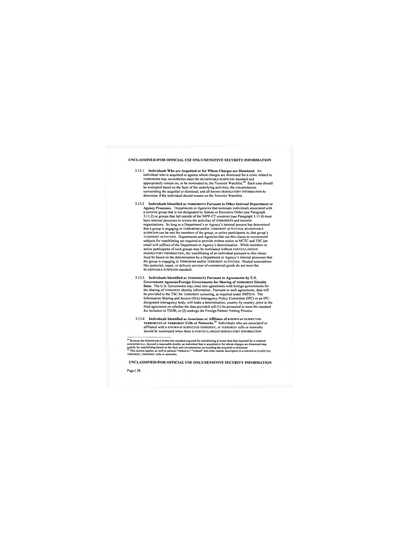 UNCLASSIFIED//FOR OFFICIAL USE ONLY//SENSITIVE SECURITY INFORMATION
3.13.1 Individuals Who are Acquitted or for Whom Charges are Dismissed. An
individual who is acquitted or against whom charges are dismissed for a crime related to
TERRORISM may nevertheless meet the REASONABLE SUSPICION standard and
appropriately remain on, or be nominated to, the Terrorist Watchlist. Each case should
be evaluated based on the facts of the underlying activities, the circumstances
surrounding the acquittal or dismissal, and all known DEROGATORY INFORMATION to
determine if the individual should remain on the Terrorist Watchlist.
3.13.2 Individuals Identified as TERRORISTS Pursuant to Other Internal Department or
Agency Processes. Departments or Agencies that nominate individuals associated with
a terrorist group that is not designated by Statute or Executive Order (see Paragraph
3.11.2) or groups that fall outside of the NIPF-CT construct (see Paragraph 3.11.4) must
have internal processes to review the activities of TERRORISTS and terrorist
organizations. So long as a Department's or Agency's internal process has determined
that a group is engaging in TERRORISM and/or TERRORIST ACTIVITIES, REASONABLE
SUSPICION can be met for members of the group, or active participants in, that group's
TERRORIST ACTIVITIES. Departments and Agencies that use this clause to recommend
subjects for watchlisting are required to provide written notice to NCTC and TSC (an
email will suffice) of the Department's or Agency's determination. While members or
active participants of such groups may be nominated without PARTICULARIZED
DEROGATORY INFORMATION, the watchlisting of an individual pursuant to this clause
must be based on the determination by a Department or Agency's internal processes that
the group is engaging in TERRORISM and/or TERRORIST ACTIVITIES. Neutral associations
like janitorial, repair, or delivery services of commercial goods do not meet the
REASONABLE SUSPICION standard.
3.13.3 Individuals Identified as TERRORISTS Pursuant to Agreements by U.S.
Government Agencies/Foreign Governments for Sharing of TERRORIST Identity
Data. The U.S. Government may enter into agreements with foreign governments for
the sharing of TERRORIST identity information. Pursuant to such agreements, data will
be provided to the TSC for TERRORIST screening, as required under HSPD-6. The
Information Sharing and Access (ISA) Interagency Policy Committee (IPC) or an IPC-
designated interagency body, will make a determination, country by country, prior to the
final agreement on whether the data provided will (1) be presumed to meet the standard
for inclusion in TSDB; or (2) undergo the Foreign Partner Vetting Process.
3.13.4 Individuals Identified as Associates or Affiliates of KNOWN or SUSPECTED
TERRORISTS or TERRORIST Cells or Networks. Individuals who are associated or
affiliated with a KNOWN or SUSPECTED TERRORIST, or TERRORIST cells or networks
should be nominated when there is PARTICULARIZED DEROGATORY INFORMATION
UNCLASSIFIED//FOR OFFICIAL USE ONLY//SENSITIVE SECURITY INFORMATION